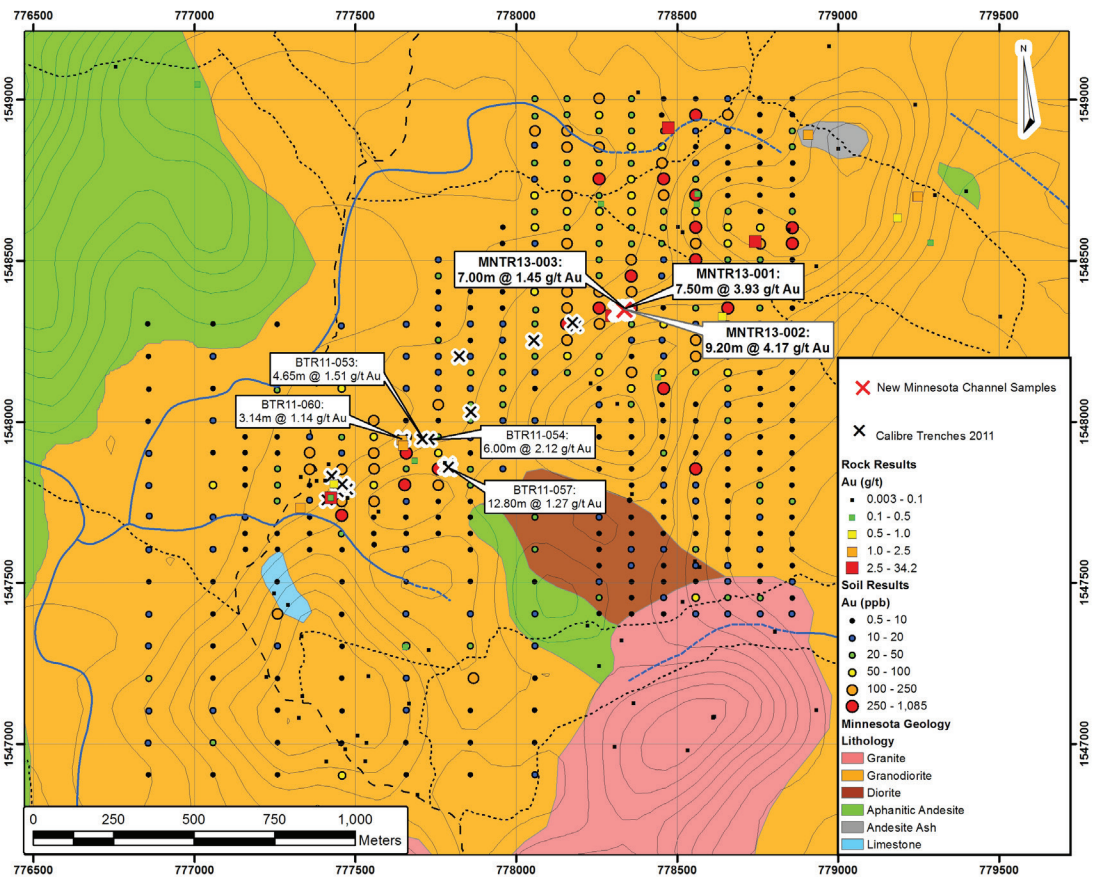 776500
777000
777500
778000
778500
779000
779500
N
1549000
1549000
1548500
1548500
MNTR13-003:
7.00m @ 1.45 g/t Au
MNTR13-001:
7.50m @ 3.93 g/t Au
MNTR13-002:
9.20m @ 4.17 g/t Au
BTR11-053:
4.65m @ 1.51 g/t Au
BTR11-060:
3.14m @ 1.14 g/t Au
BTR11-054:
6.00m @ 2.12 g/t Au
BTR11-057:
12.80m @ 1.27 g/t Au
1548000
1548000
1547500
1547500
1547000
1547000
New Minnesota Channel Samples
Calibre Trenches 2011
Rock Results
Au (g/t)
0.003 - 0.1
0.1 - 0.5
0.5 - 1.0
1.0 - 2.5
2.5 - 34.2
Soil Results
Au (ppb)
0.5 - 10
10 - 20
20 - 50
50 - 100
100 - 250
250 - 1,085
Minnesota Geology
Lithology
Granite
Granodiorite
Diorite
Aphanitic Andesite
Andesite Ash
Limestone
0 250 500 750 1,000
Meters
776500
777000
777500
778000
778500
779000
779500